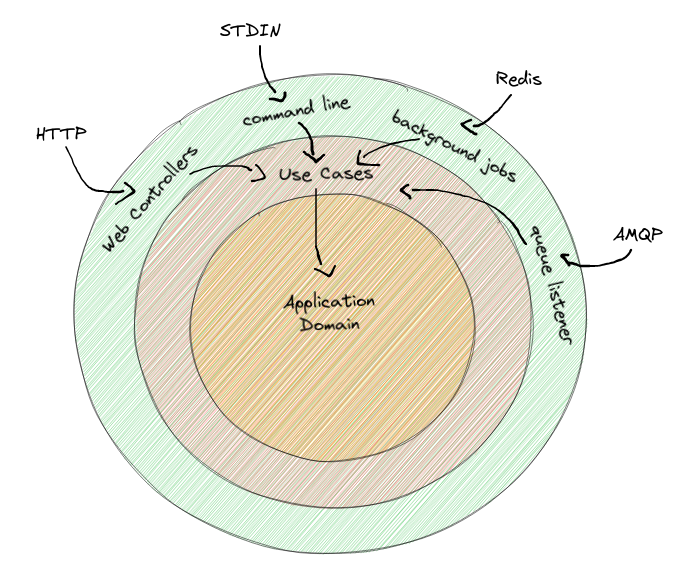 STDIN
Redis
HTTP
command line
background jobs
Web Controllers
Use Cases
AMQP
queue listener
Application
Domain